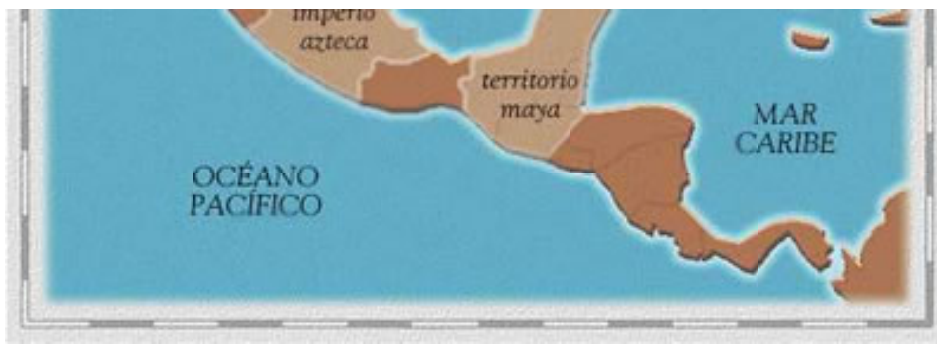 imperio
azteca
territorio
maya
MAR
CARIBE
OCÉANO
PACÍFICO